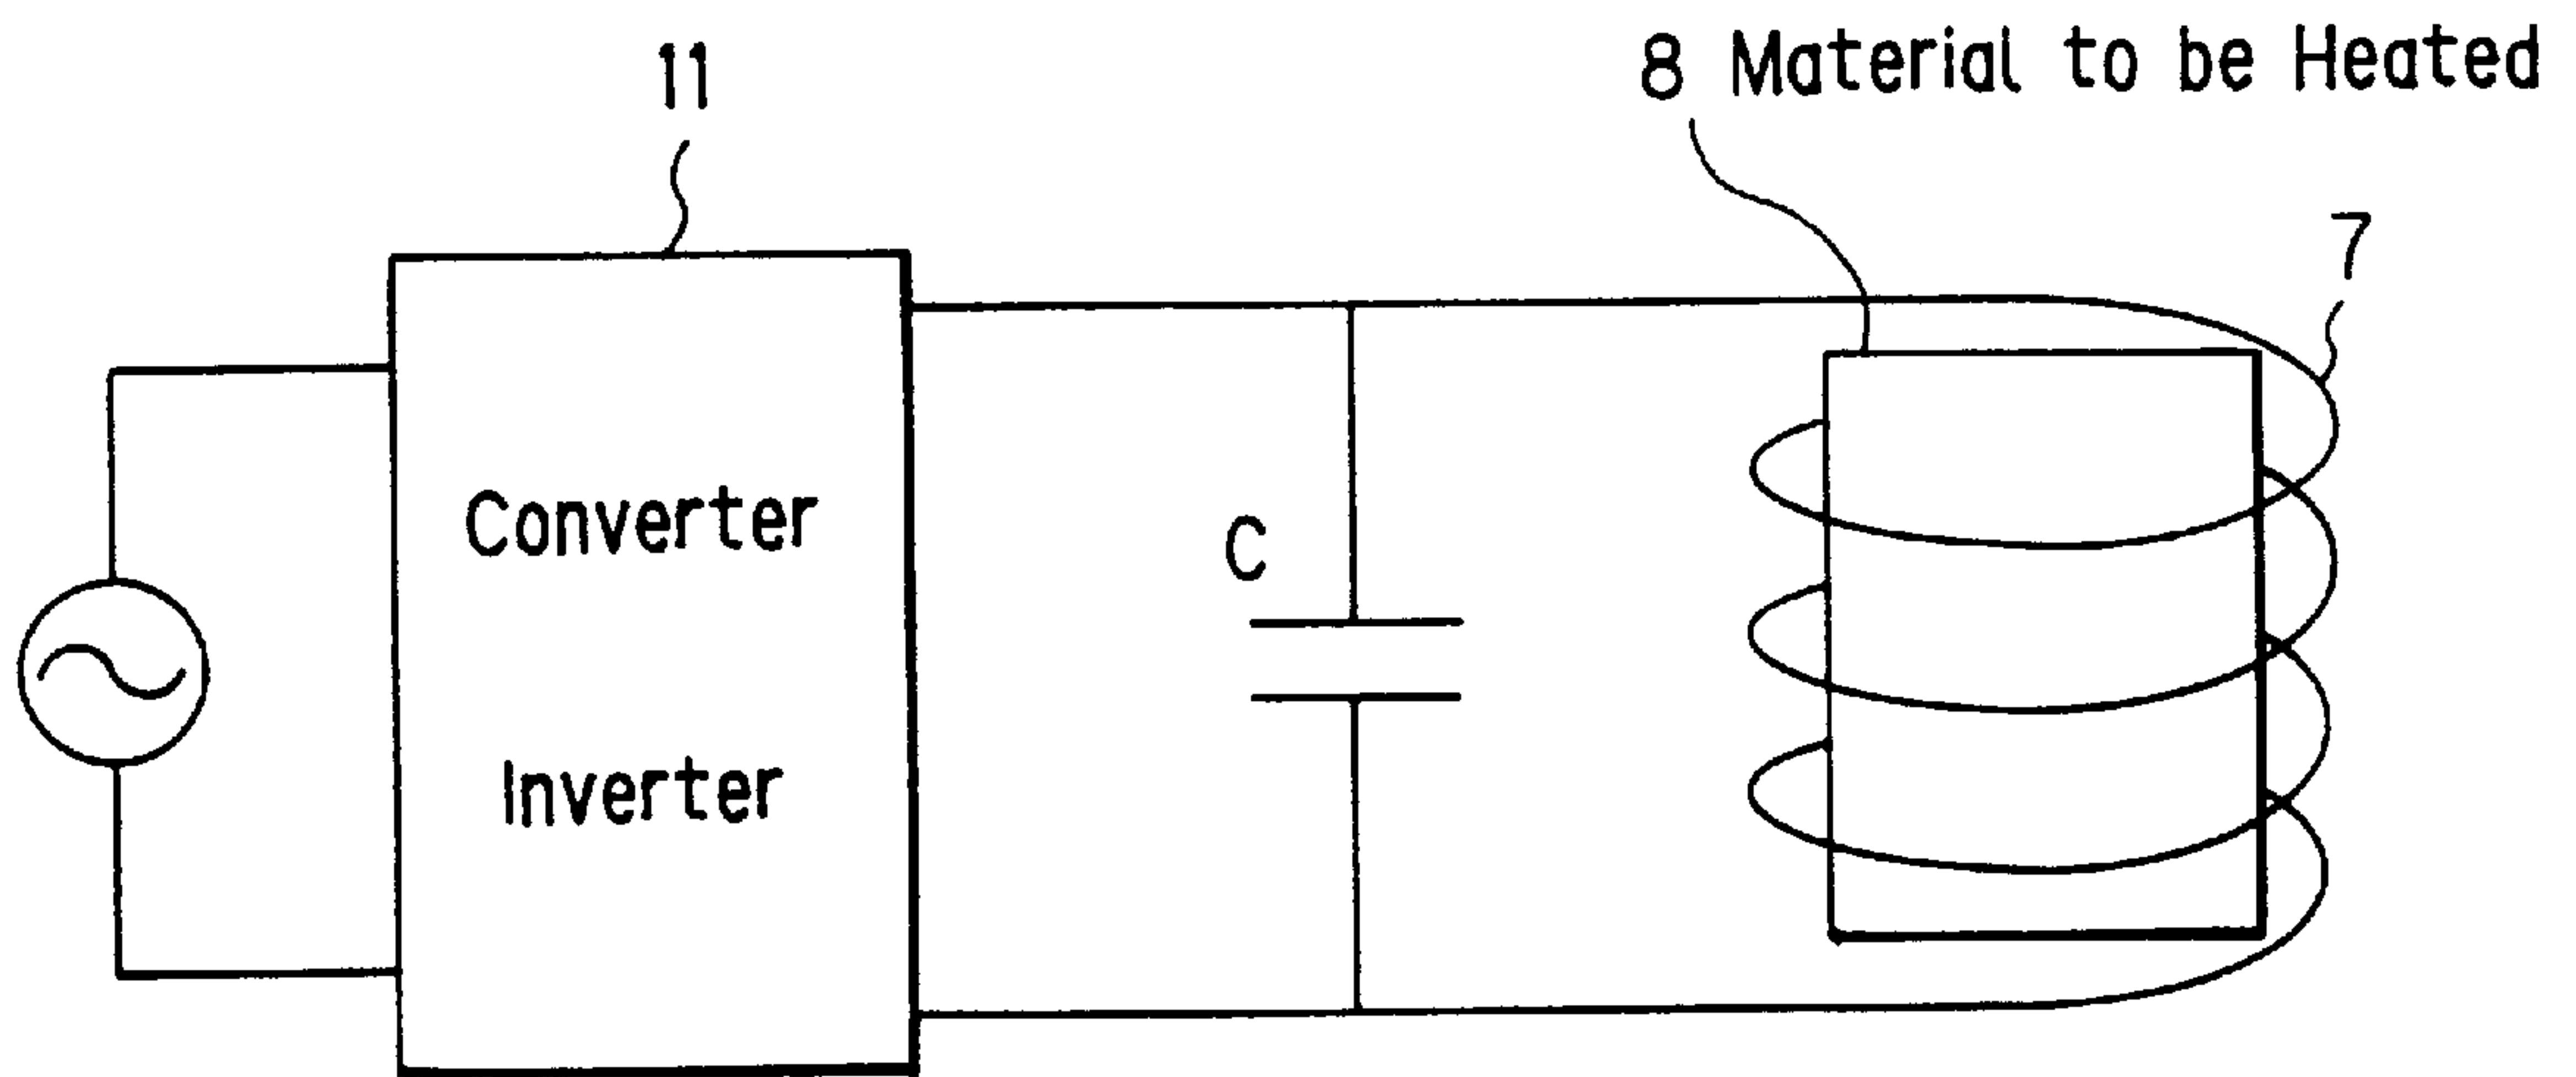 11
8 Material to be Heated
7
Converter
C
Inverter